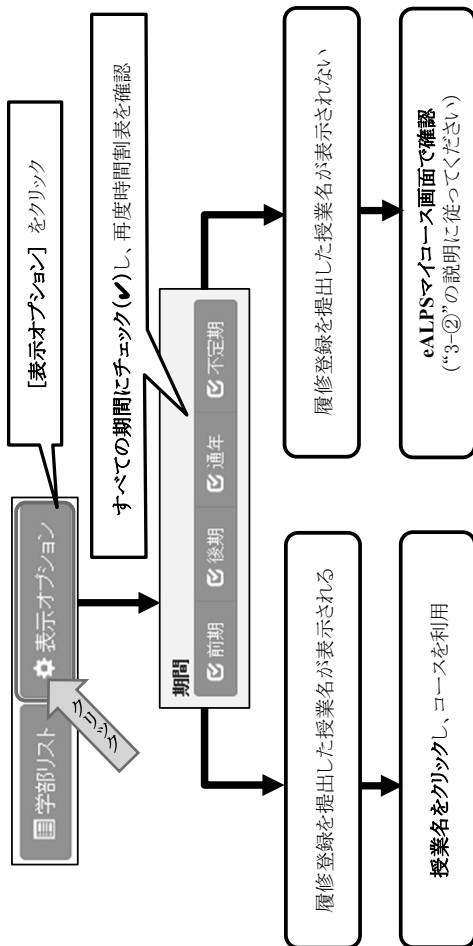 学部リスト
表示オプション
クリック
[表示オプション] をクリック
すべての期間にチェック(✔)し、再度時間割表を確認
期間
前期
後期
通年
不定期
履修登録を提出した授業名が表示される
授業名をクリックし、コースを利用
履修登録を提出した授業名が表示されない
eALPSマイコース画面で確認
(“3-②”の説明に従ってください)